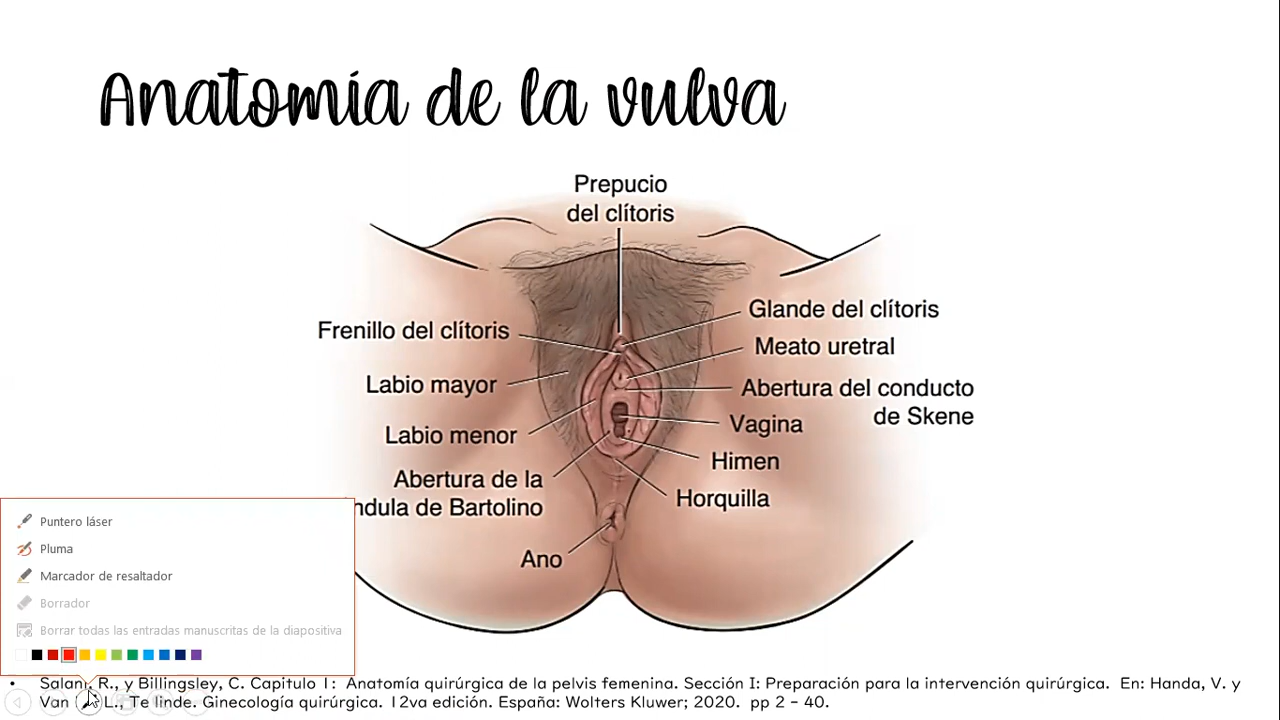 Anatomía de la vulva
Prepucio
del clítoris
Glande del clítoris
Frenillo del clítoris
Meato uretral
Labio mayor
Abertura del conducto
de Skene
Vagina
Labio menor
Himen
Abertura de la
ndula de Bartolino
Horquilla
Ano
Puntero láser
Pluma
Marcador de resaltador
Borrador
Borrar todas las entradas manuscritas de la diapositiva
• Salani, R., y Billingsley, C. Capitulo 1: Anatomía quirúrgica de la pelvis femenina. Sección I: Preparación para la intervención quirúrgica. En: Handa, V. y
Van L., Te linde. Ginecología quirúrgica. 12va edición. España: Wolters Kluwer; 2020. pp 2 - 40.